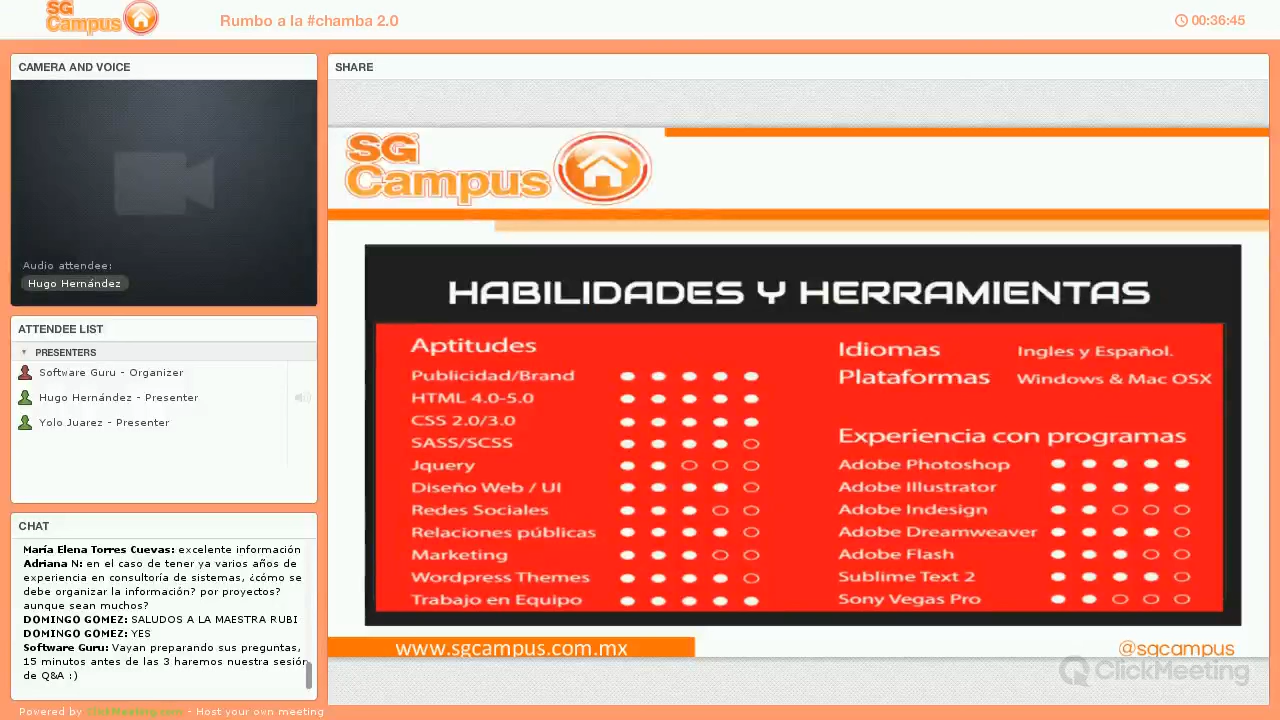 SG
Campus
Rumbo a la #chamba 2.0
00:36:45
CAMERA AND VOICE
Audio attendee:
Hugo Hernández
ATTENDEE LIST
PRESENTERS
Software Guru - Organizer
Hugo Hernández - Presenter
Yolo Juarez - Presenter
CHAT
María Elena Torres Cuevas: excelente información
Adriana N: en el caso de tener ya varios años de
experiencia en consultoría de sistemas, ¿cómo se
debe organizar la información? por proyectos?
aunque sean muchos?
DOMINGO GOMEZ: SALUDOS A LA MAESTRA RUBI
DOMINGO GOMEZ: YES
Software Guru: Vayan preparando sus preguntas,
15 minutos antes de las 3 haremos nuestra sesión
de Q&A :)
Powered by ClickMeeting.com - Host your own meeting
SHARE
SG
Campus
HABILIDADES Y HERRAMIENTAS
Aptitudes
Publicidad/Brand
HTML 4.0-5.0
CSS 2.0/3.0
SASS/SCSS
Jquery
Diseño Web / UI
Redes Sociales
Relaciones públicas
Marketing
Wordpress Themes
Trabajo en Equipo
Idiomas Ingles y Español.
Plataformas Windows & Mac OSX
Experiencia con programas
Adobe Photoshop
Adobe Illustrator
Adobe Indesign
Adobe Dreamweaver
Adobe Flash
Sublime Text 2
Sony Vegas Pro
www.sgcampus.com.mx
@sgcampus
ClickMeeting